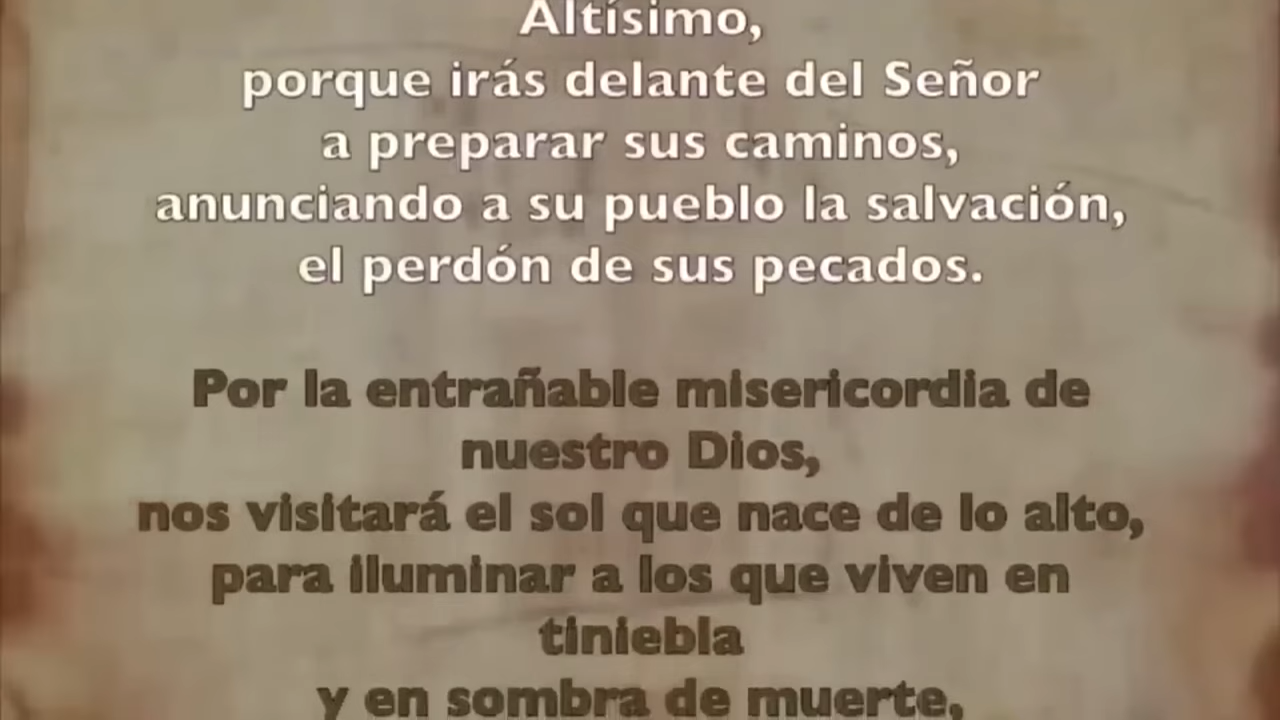 Altísimo,
porque irás delante del Señor
a preparar sus caminos,
anunciando a su pueblo la salvación,
el perdón de sus pecados.
Por la entrañable misericordia de
nuestro Dios,
nos visitará el sol que nace de lo alto,
para iluminar a los que viven en
tiniebla
y en sombra de muerte,